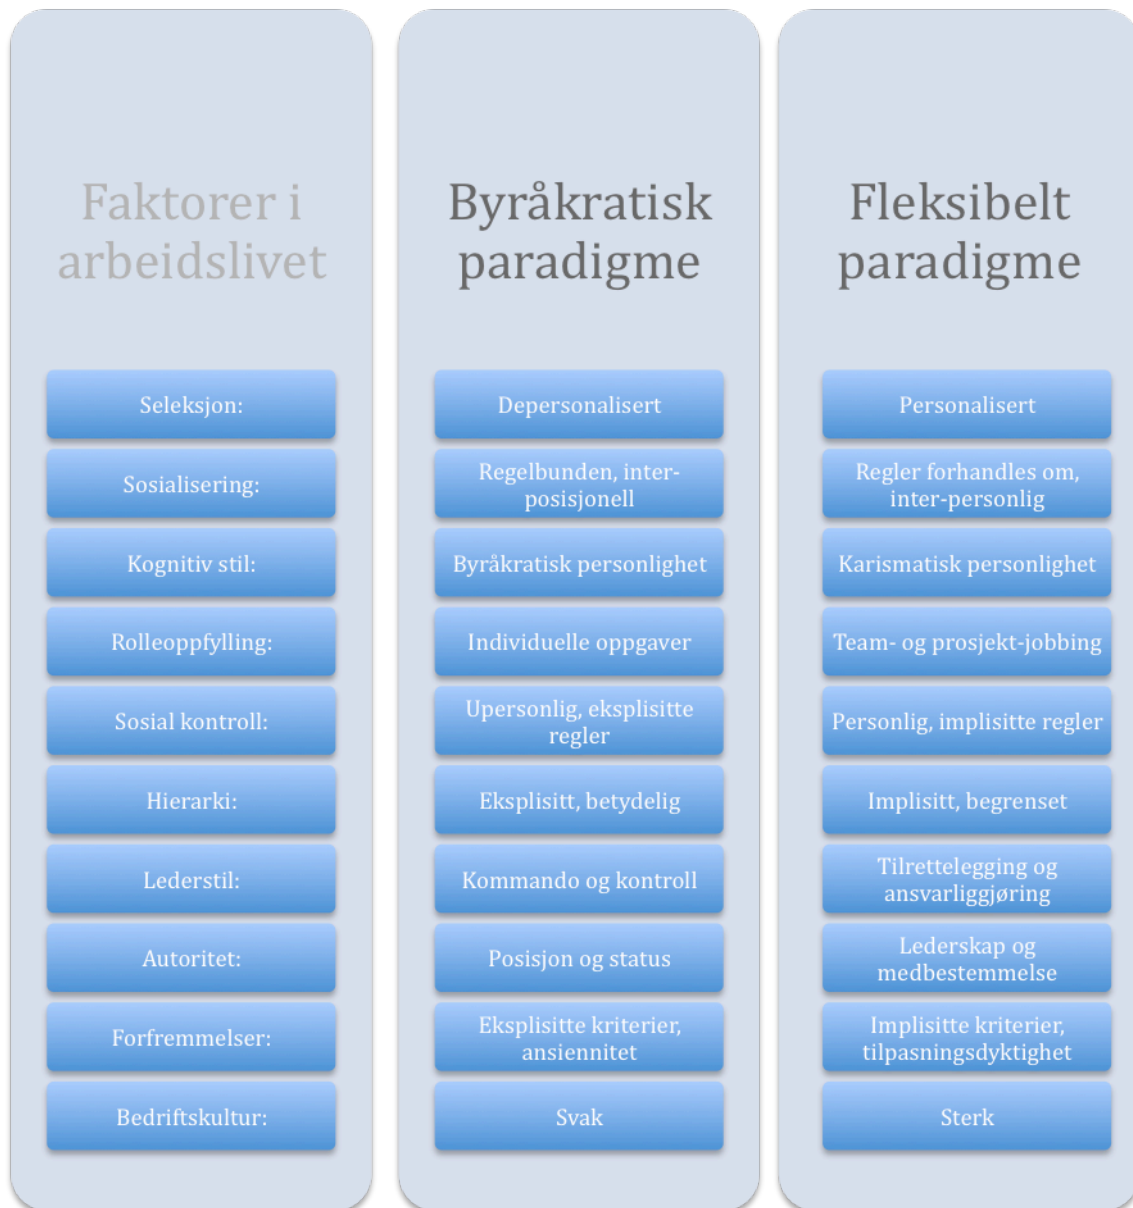 Faktorer i
arbeidslivet
Byråkratisk
paradigme
Fleksibelt
paradigme
Seleksjon:
Depersonalisert
Personalisert
Sosialisering:
Regelbunden, inter-
posisjonell
Regler forhandles om,
inter-personlig
Kognitiv stil:
Byråkratisk personlighet
Karismatisk personlighet
Rolleoppfylling:
Individuelle oppgaver
Team- og prosjekt-jobbing
Sosial kontroll:
Upersonlig, eksplisitte
regler
Personlig, implisitte regler
Hierarki:
Eksplisitt, betydelig
Implisitt, begrenset
Lederstil:
Kommando og kontroll
Tilrettelegging og
ansvarliggjøring
Autoritet:
Posisjon og status
Lederskap og
medbestemmelse
Forfremmelser:
Eksplisitte kriterier,
ansiennitet
Implisitte kriterier,
tilpasningsdyktighet
Bedriftskultur:
Svak
Sterk